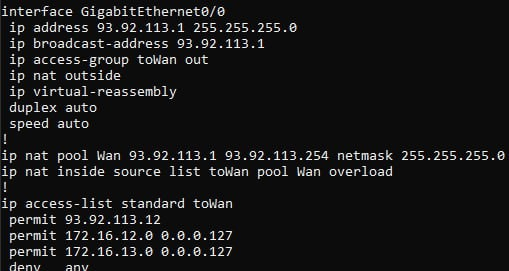 interface GigabitEthernet0/0
ip address 93.92.113.1 255.255.255.0
ip broadcast-address 93.92.113.1
ip access-group toWan out
ip nat outside
ip virtual-reassembly
duplex auto
speed auto
!
ip nat pool Wan 93.92.113.1 93.92.113.254 netmask 255.255.255.0
ip nat inside source list toWan pool Wan overload
!
ip access-list standard toWan
permit 93.92.113.12
permit 172.16.12.0 0.0.0.127
permit 172.16.13.0 0.0.0.127
deny   any